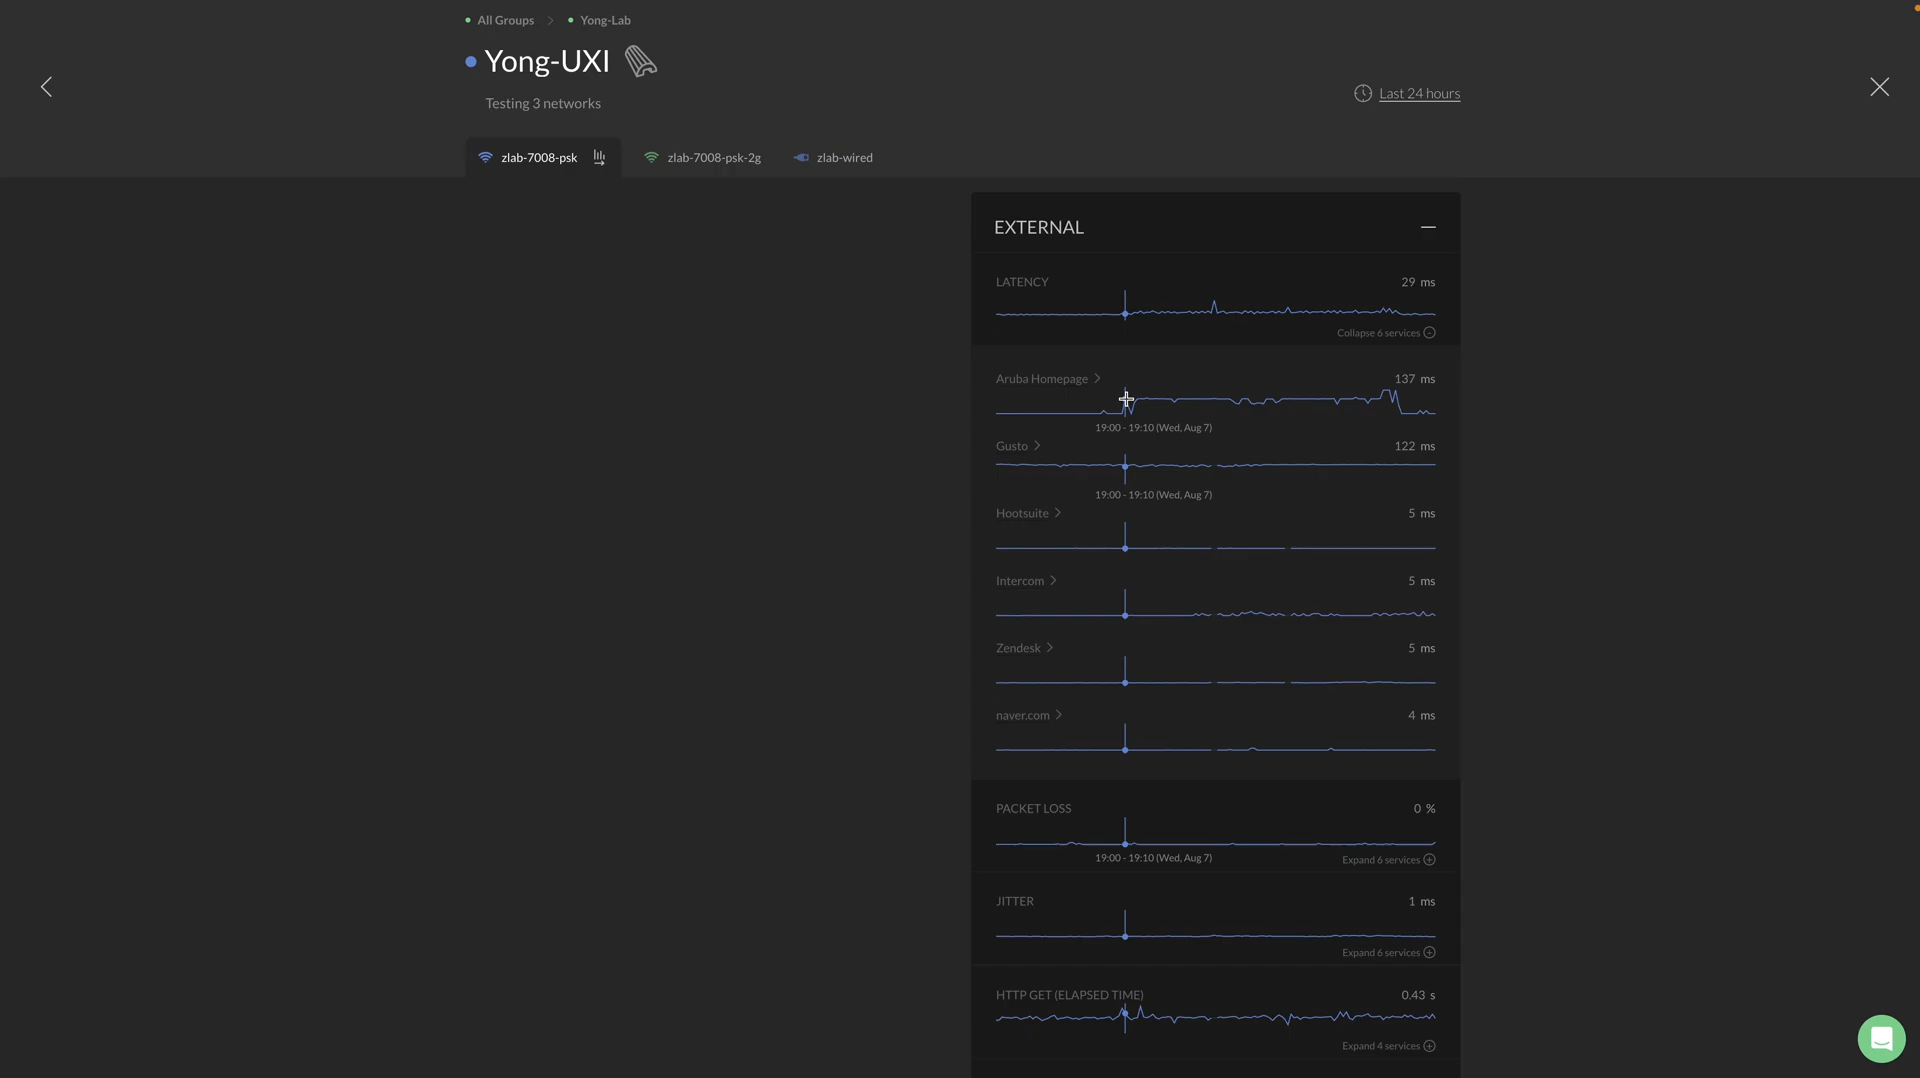 All Groups
Yong-Lab
Yong-UXI
Testing 3 networks
Last 24 hours
zlab-7008-psk
zlab-7008-psk-2g
zlab-wired
EXTERNAL
LATENCY
29 ms
Collapse 6 services
Aruba Homepage
137 ms
19:00 - 19:10 (Wed, Aug 7)
Gusto
122 ms
19:00 - 19:10 (Wed, Aug 7)
Hootsuite
5 ms
Intercom
5 ms
Zendesk
5 ms
naver.com
4 ms
PACKET LOSS
0 %
19:00 - 19:10 (Wed, Aug 7)
Expand 6 services
JITTER
1 ms
Expand 6 services
HTTP GET (ELAPSED TIME)
0.43 s
Expand 4 services